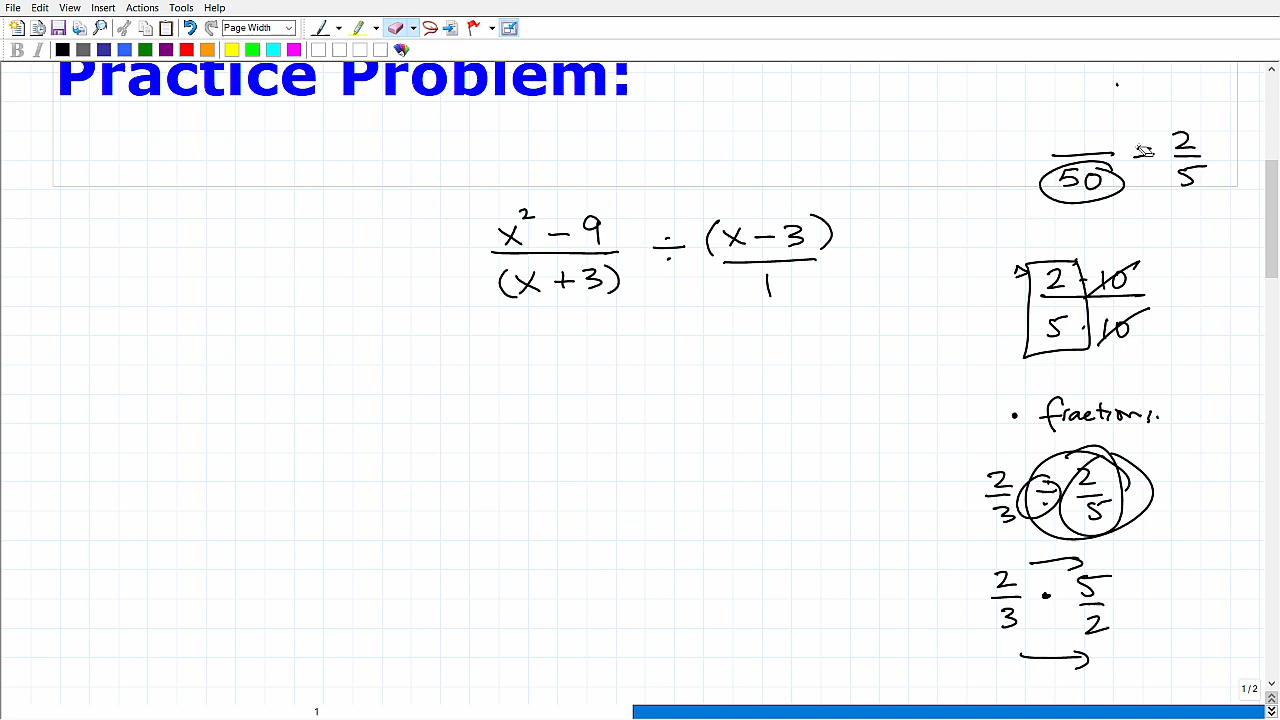 File Edit View Insert Actions Tools Help
Page Width
B I
Practice Problem:
50 = 2/5
x² - 9 / (x + 3) ÷ (x - 3) / 1
2 · 10
5 · 10
• fractions.
2/3 ÷ 2/5
2/3 · 5/2
1/2
1